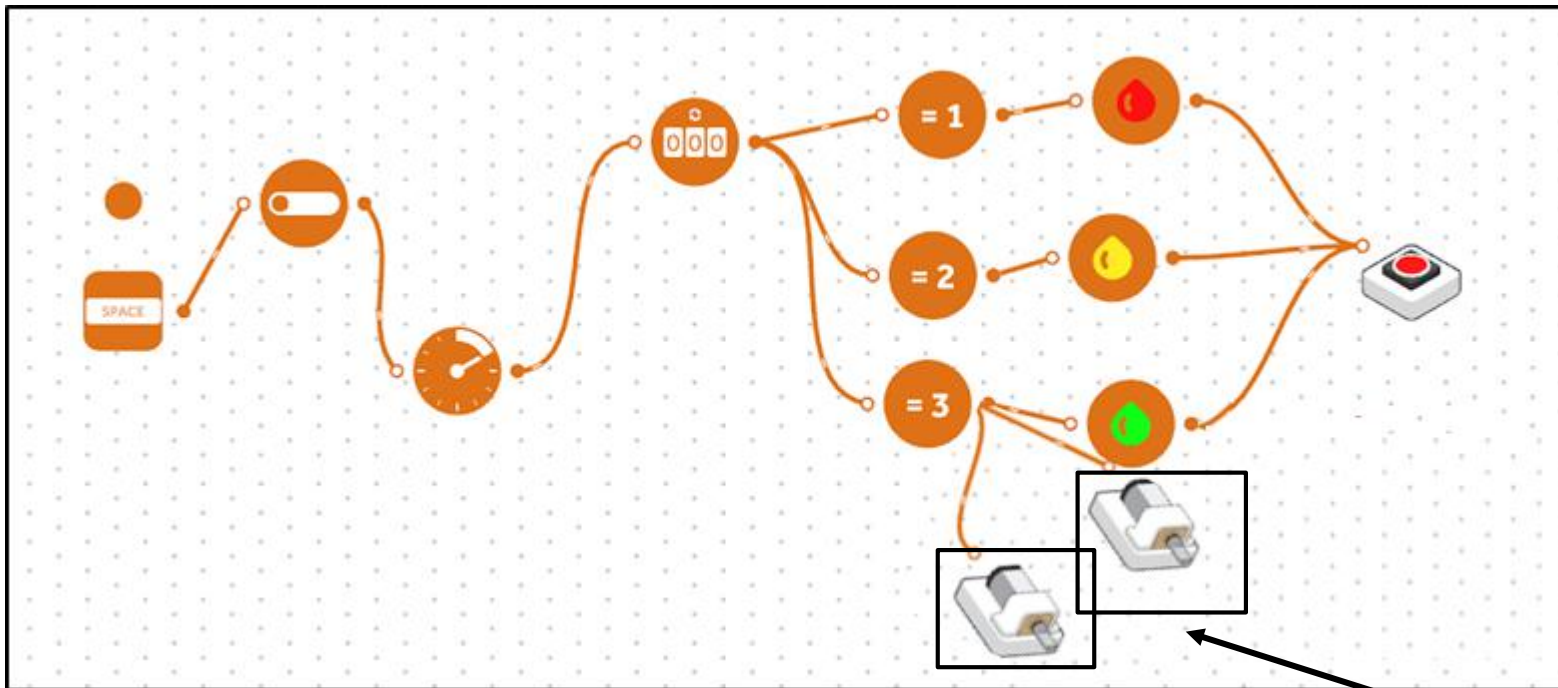 000
= 1
= 2
SPACE
= 3